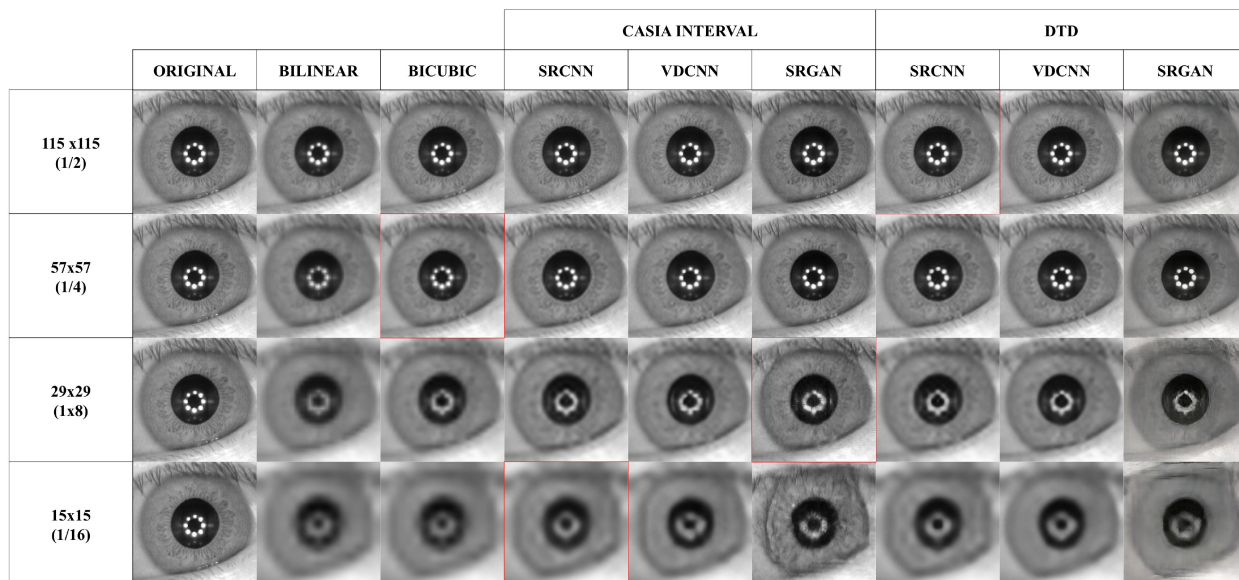 CASIA INTERVAL DTD
ORIGINAL BILINEAR BICUBIC SRCNN VDCNN SRGAN SRCNN VDCNN SRGAN
115 x115
(1/2)
57x57
(1/4)
29x29
(1x8)
15x15
(1/16)